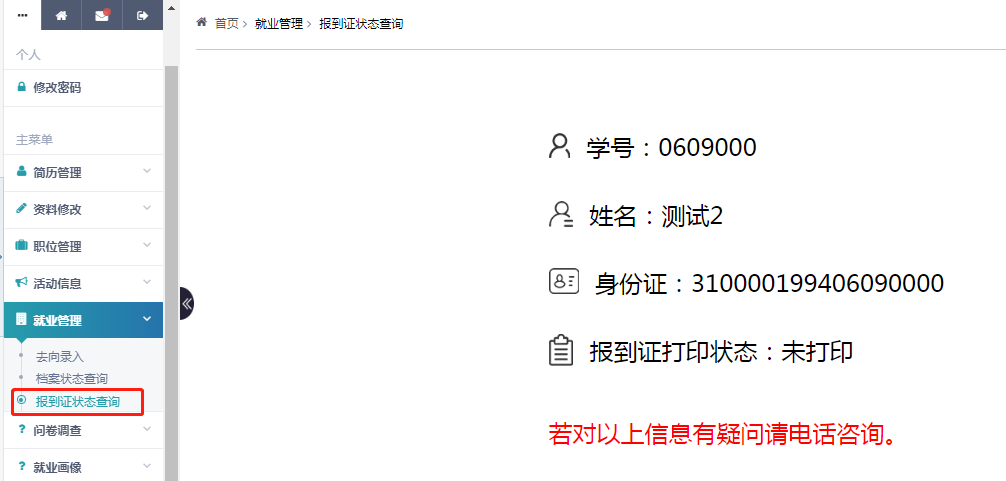 首页 > 就业管理 > 报到证状态查询
个人
修改密码
主菜单
简历管理
资料修改
职位管理
活动信息
就业管理
去向录入
档案状态查询
报到证状态查询
问卷调查
就业画像
学号：0609000
姓名：测试2
身份证：310000199406090000
报到证打印状态：未打印
若对以上信息有疑问请电话咨询。